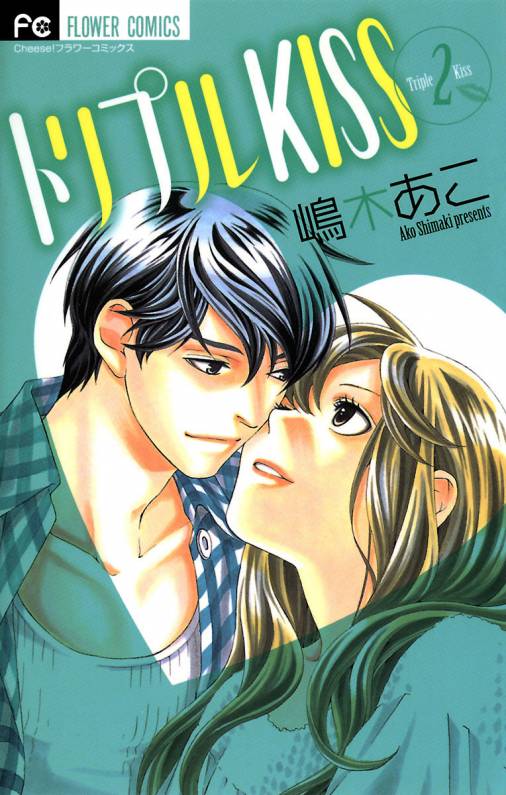 FC FLOWER COMICS
Cheese!フラワーコミックス
トリプルKISS
Triple 2 Kiss
嶋木あこ
Ako Shimaki presents